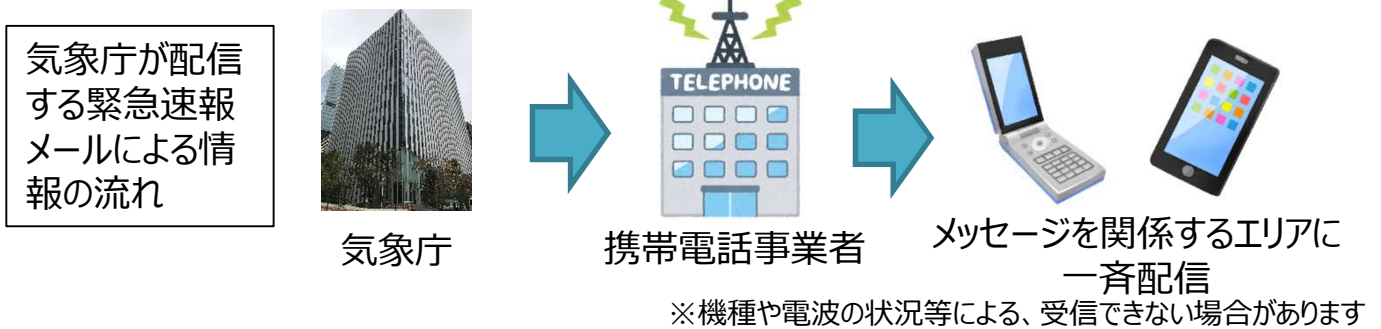 気象庁が配信
する緊急速報
メールによる情
報の流れ
TELEPHONE
気象庁
携帯電話事業者
メッセージを関係するエリアに
一斉配信
※機種や電波の状況等による、受信できない場合があります